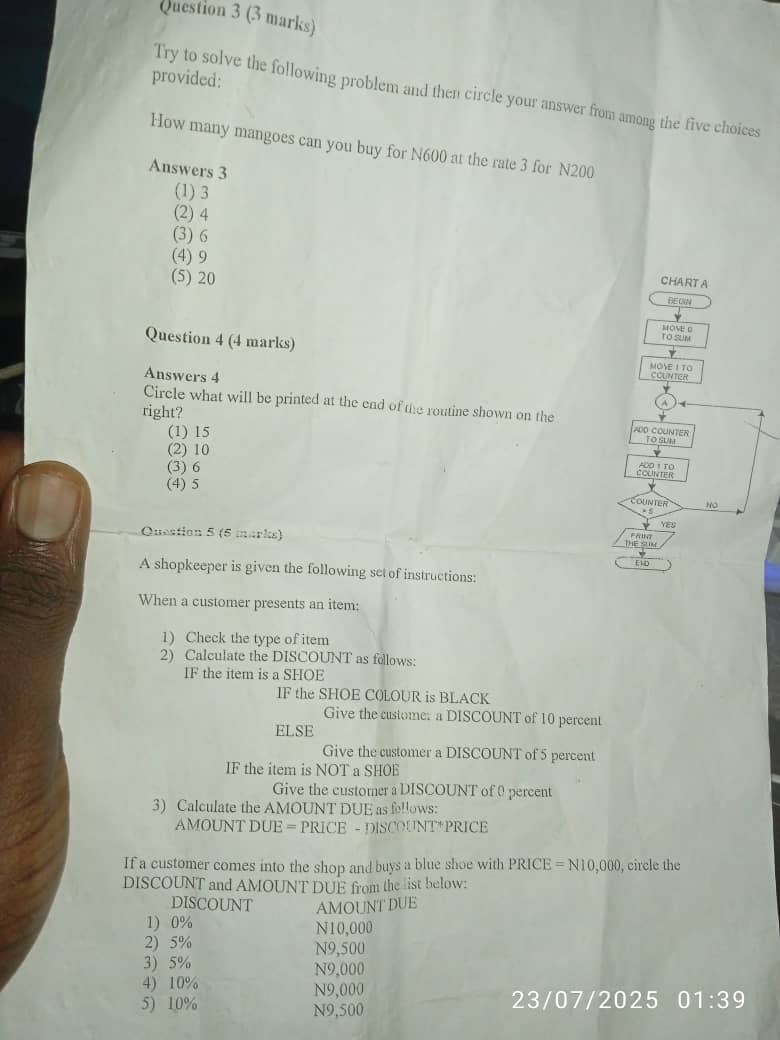 Question 3 (3 marks)
Try to solve the following problem and then circle your answer from among the five choices
provided:
How many mangoes can you buy for N600 at the rate 3 for N200
Answers 3
(1) 3
(2) 4
(3) 6
(4) 9
(5) 20
Question 4 (4 marks)
Answers 4
Circle what will be printed at the end of the routine shown on the
right?
(1) 15
(2) 10
(3) 6
(4) 5
CHART A
BEGIN
MOVE 0
TO SUM
MOVE 1 TO
COUNTER
A
ADD COUNTER
TO SUM
ADD 1 TO
COUNTER
COUNTER
5
NO
YES
PRINT
THE SUM
END
Question 5 (5 marks)
A shopkeeper is given the following set of instructions:
When a customer presents an item:
1) Check the type of item
2) Calculate the DISCOUNT as follows:
IF the item is a SHOE
IF the SHOE COLOUR is BLACK
Give the customer a DISCOUNT of 10 percent
ELSE
Give the customer a DISCOUNT of 5 percent
IF the item is NOT a SHOE
Give the customer a DISCOUNT of 0 percent
3) Calculate the AMOUNT DUE as follows:
AMOUNT DUE = PRICE - DISCOUNT*PRICE
If a customer comes into the shop and buys a blue shoe with PRICE = N10,000, circle the
DISCOUNT and AMOUNT DUE from the list below:
DISCOUNT AMOUNT DUE
1) 0% N10,000
2) 5% N9,500
3) 5% N9,000
4) 10% N9,000
5) 10% N9,500
23/07/2025 01:39